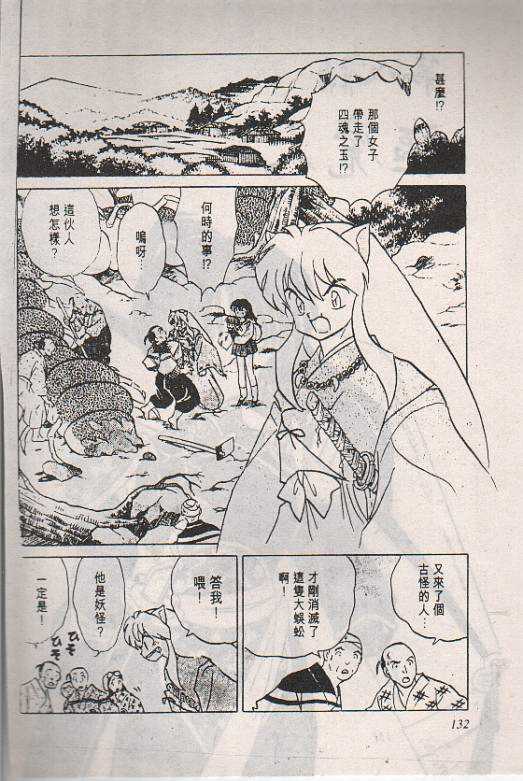 甚麼!?
那個女子
帶走了
四魂之玉!?
何時的事!?
嗚呀…
這伙人
想怎樣？
又來了個
古怪的人…
才剛消滅了
這隻大蜈蚣
啊！
答我！
喂！
他是妖怪？
一定是！
ひそ
ひそ
132